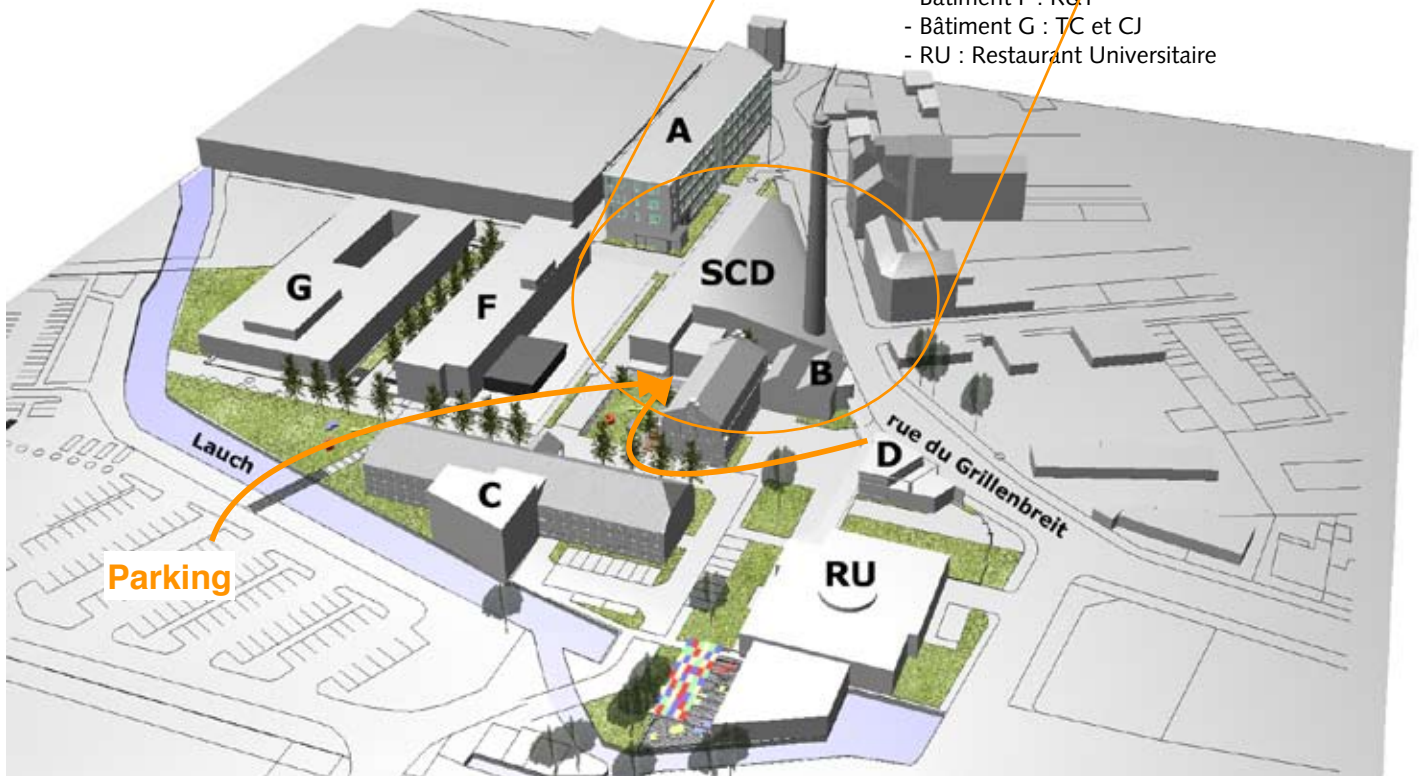 - Bâtiment G : TC et CJ
- RU : Restaurant Universitaire
A
SCD
G
F
B
Lauch
rue du Grillenbreit
D
C
RU
Parking